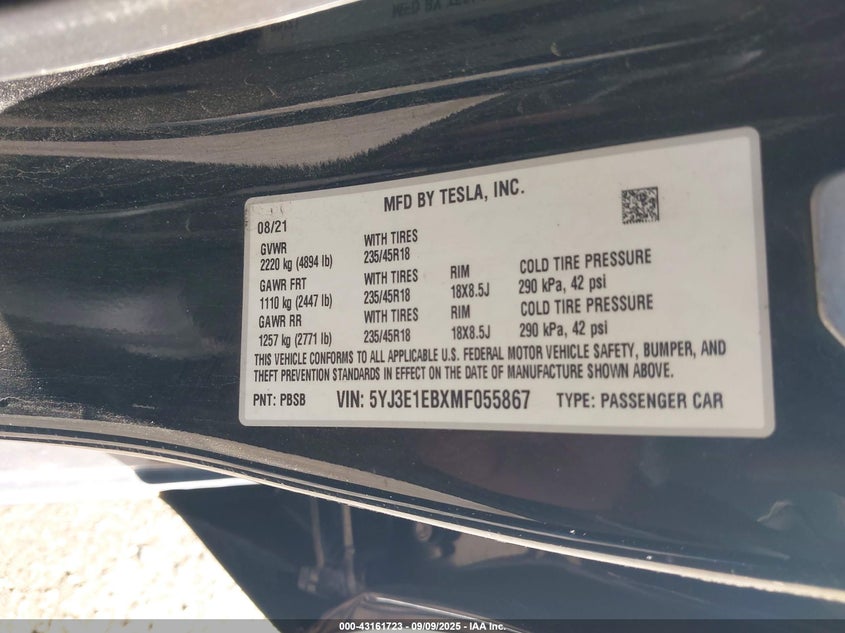 MFD BY TESLA, INC.
08/21
GVWR
2220 kg (4894 lb)
WITH TIRES
235/45R18
GAWR FRT
1110 kg (2447 lb)
WITH TIRES
235/45R18
RIM
18X8.5J
COLD TIRE PRESSURE
290 kPa, 42 psi
GAWR RR
1257 kg (2771 lb)
WITH TIRES
235/45R18
RIM
18X8.5J
COLD TIRE PRESSURE
290 kPa, 42 psi
THIS VEHICLE CONFORMS TO ALL APPLICABLE U.S. FEDERAL MOTOR VEHICLE SAFETY, BUMPER, AND
THEFT PREVENTION STANDARDS IN EFFECT ON THE DATE OF MANUFACTURE SHOWN ABOVE.
PNT: PBSB VIN: 5YJ3E1EBXMF055867 TYPE: PASSENGER CAR
000-43161723 - 09/09/2025 - IAA Inc.